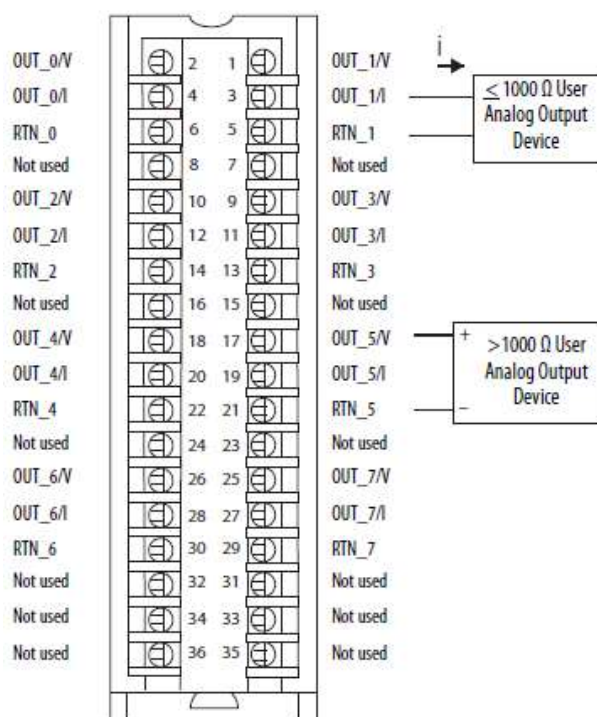 i
OUT_0/V 2 1 OUT_1/V
OUT_0/I 4 3 OUT_1/I
RTN_0 6 5 RTN_1
Not used 8 7 Not used
OUT_2/V 10 9 OUT_3/V
OUT_2/I 12 11 OUT_3/I
RTN_2 14 13 RTN_3
Not used 16 15 Not used
OUT_4/V 18 17 OUT_5/V
OUT_4/I 20 19 OUT_5/I
RTN_4 22 21 RTN_5
Not used 24 23 Not used
OUT_6/V 26 25 OUT_7/V
OUT_6/I 28 27 OUT_7/I
RTN_6 30 29 RTN_7
Not used 32 31 Not used
Not used 34 33 Not used
Not used 36 35 Not used
≤ 1000 Ω User
Analog Output
Device
+
>1000 Ω User
Analog Output
Device
−